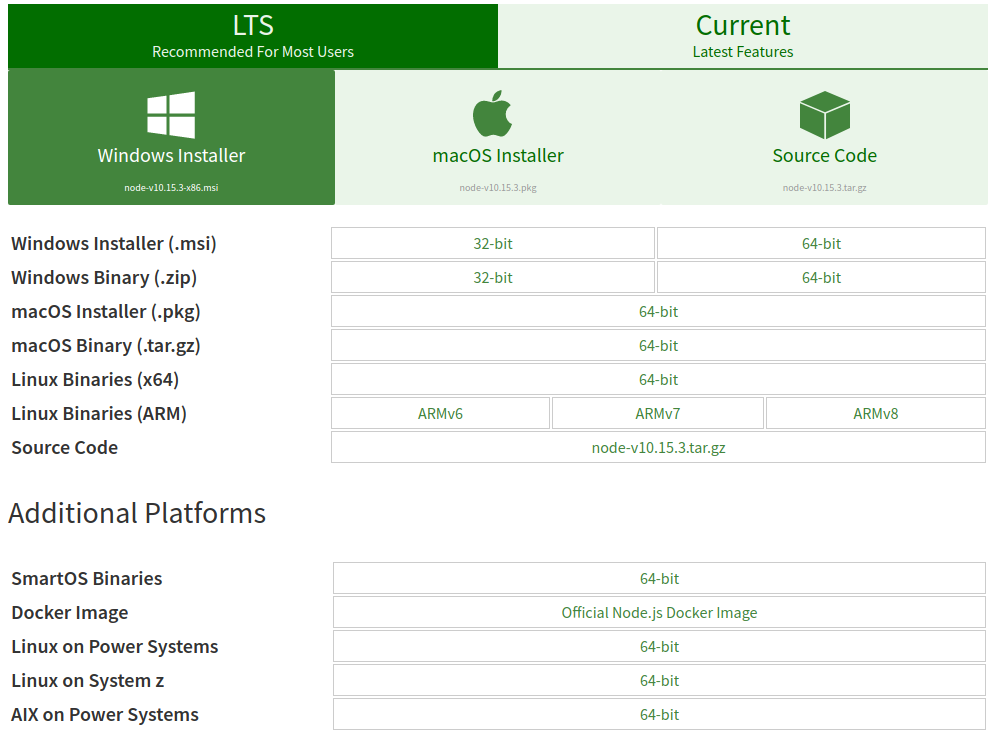 LTS
Recommended For Most Users
Current
Latest Features
Windows Installer
node-v10.15.3-x86.msi
macOS Installer
node-v10.15.3.pkg
Source Code
node-v10.15.3.tar.gz
Windows Installer (.msi) 32-bit 64-bit
Windows Binary (.zip) 32-bit 64-bit
macOS Installer (.pkg) 64-bit
macOS Binary (.tar.gz) 64-bit
Linux Binaries (x64) 64-bit
Linux Binaries (ARM) ARMv6 ARMv7 ARMv8
Source Code node-v10.15.3.tar.gz
Additional Platforms
SmartOS Binaries 64-bit
Docker Image Official Node.js Docker Image
Linux on Power Systems 64-bit
Linux on System z 64-bit
AIX on Power Systems 64-bit